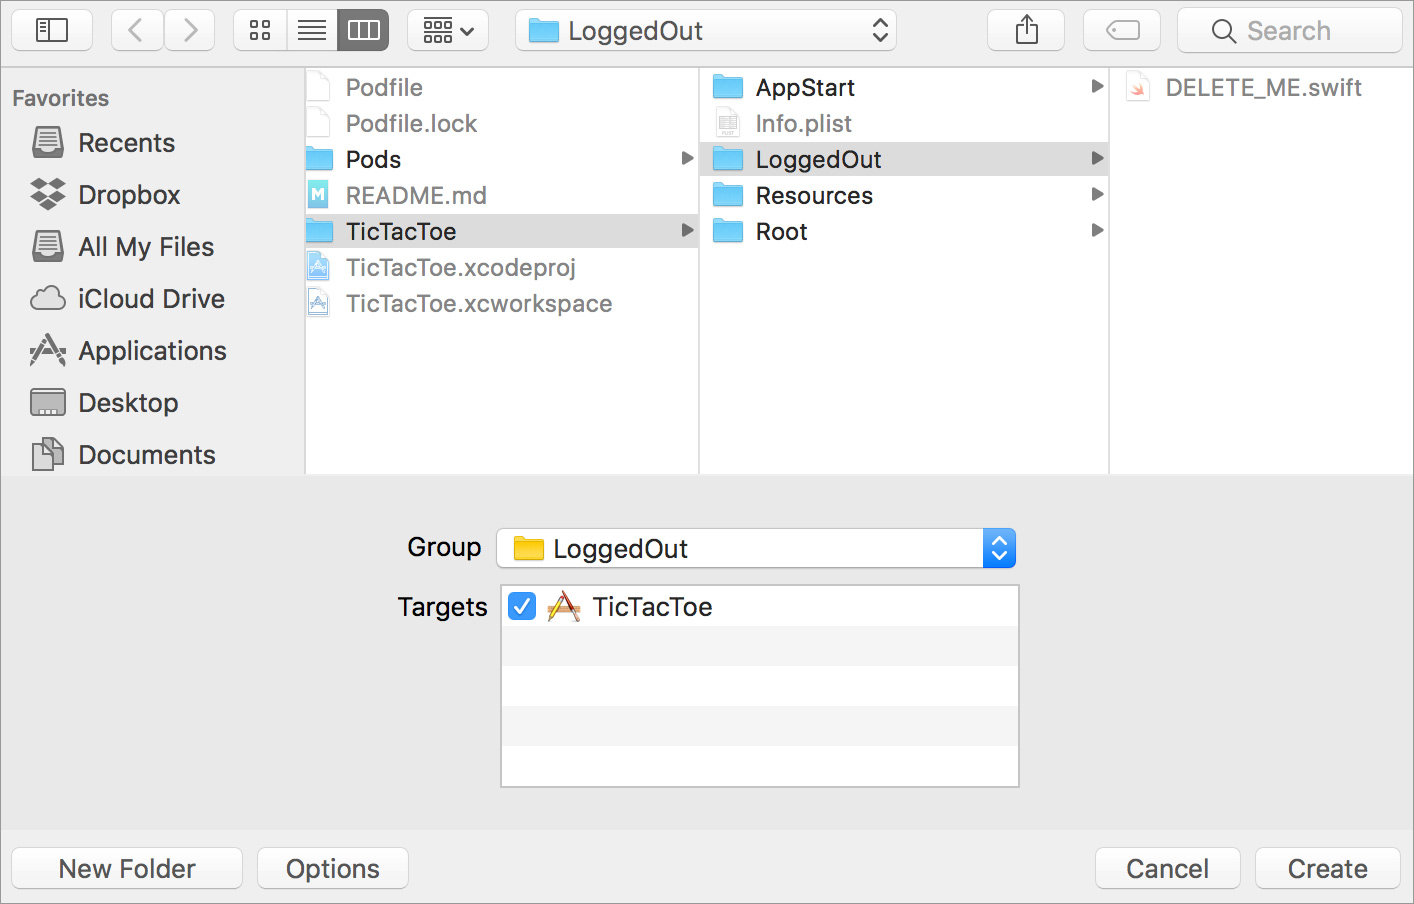 LoggedOut
Search
Favorites
Recents
Dropbox
All My Files
iCloud Drive
Applications
Desktop
Documents
Podfile
Podfile.lock
Pods
README.md
TicTacToe
TicTacToe.xcodeproj
TicTacToe.xcworkspace
AppStart
Info.plist
LoggedOut
Resources
Root
DELETE_ME.swift
Group
LoggedOut
Targets
TicTacToe
New Folder
Options
Cancel
Create